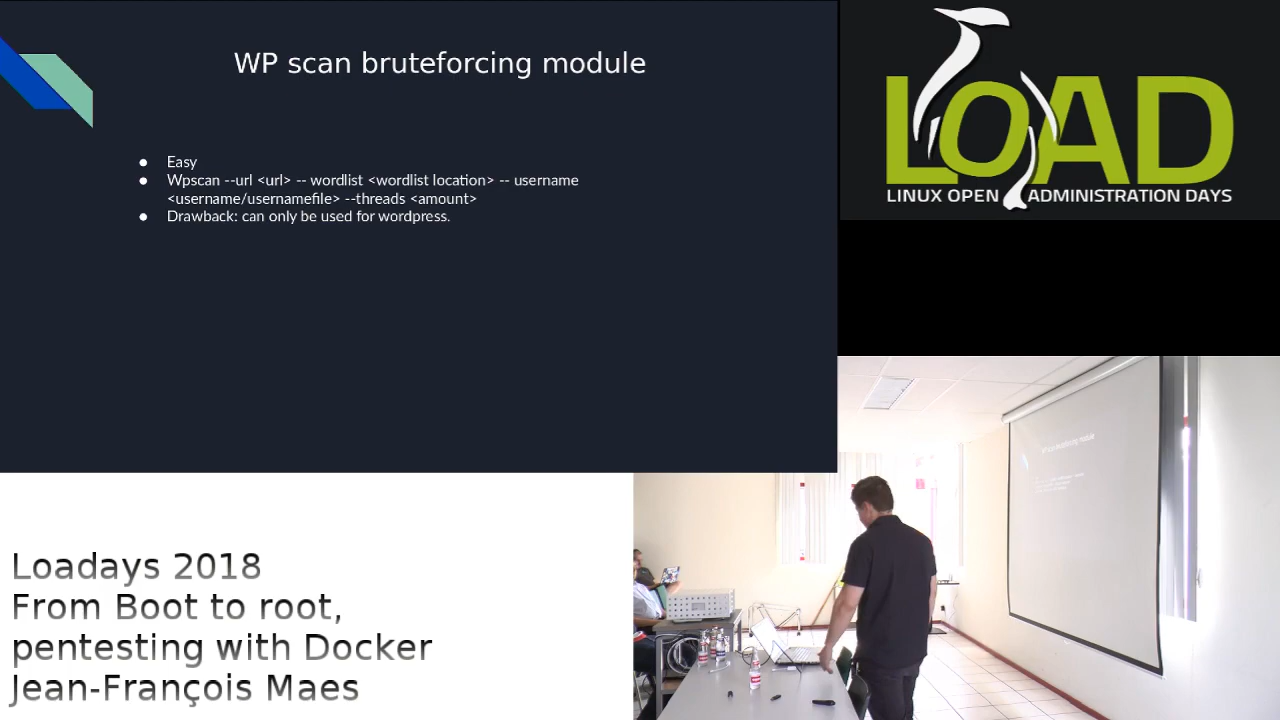 WP scan bruteforcing module
● Easy
● Wpscan --url <url> -- wordlist <wordlist location> -- username
<username/usernamefile> --threads <amount>
● Drawback: can only be used for wordpress.
LOAD
LINUX OPEN ADMINISTRATION DAYS
Loadays 2018
From Boot to root,
pentesting with Docker
Jean-François Maes